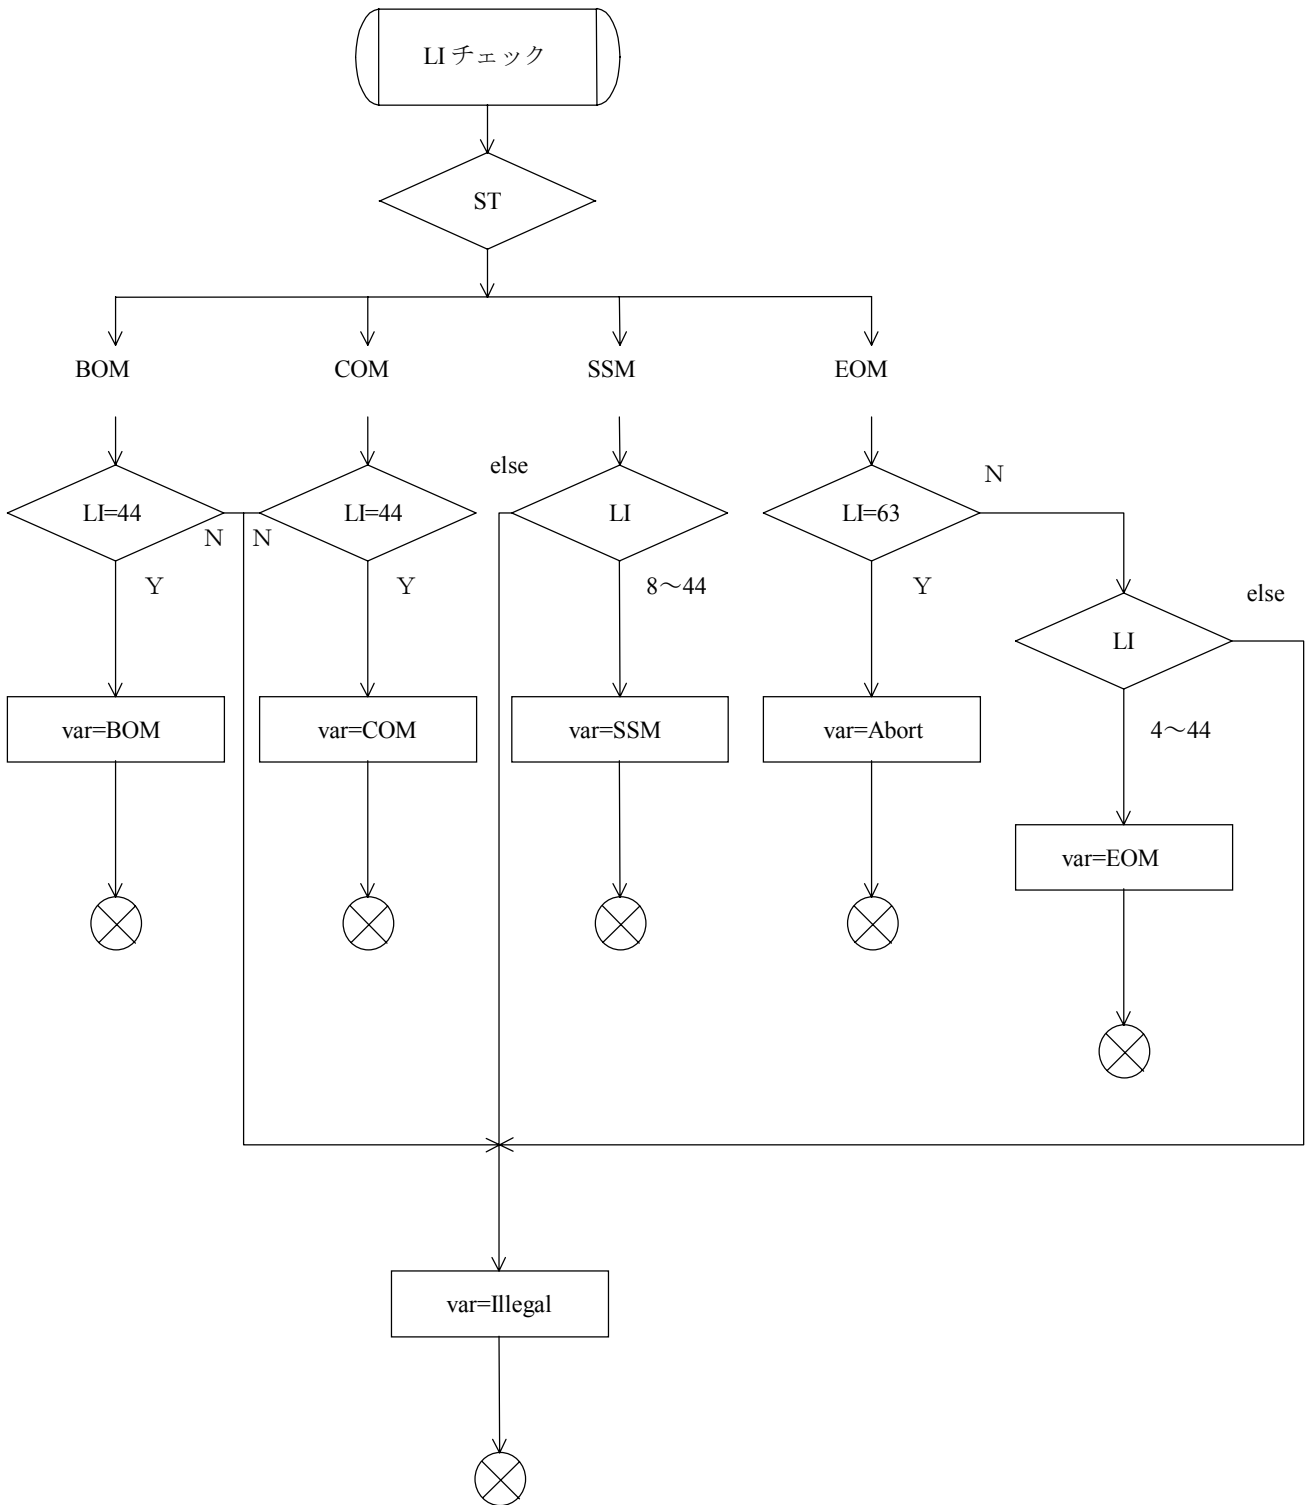 LI チェック
ST
BOM
COM
SSM
EOM
else
N
LI=44
N
N
LI=44
LI
LI=63
Y
Y
8～44
Y
else
LI
var=BOM
var=COM
var=SSM
var=Abort
4～44
var=EOM
var=Illegal